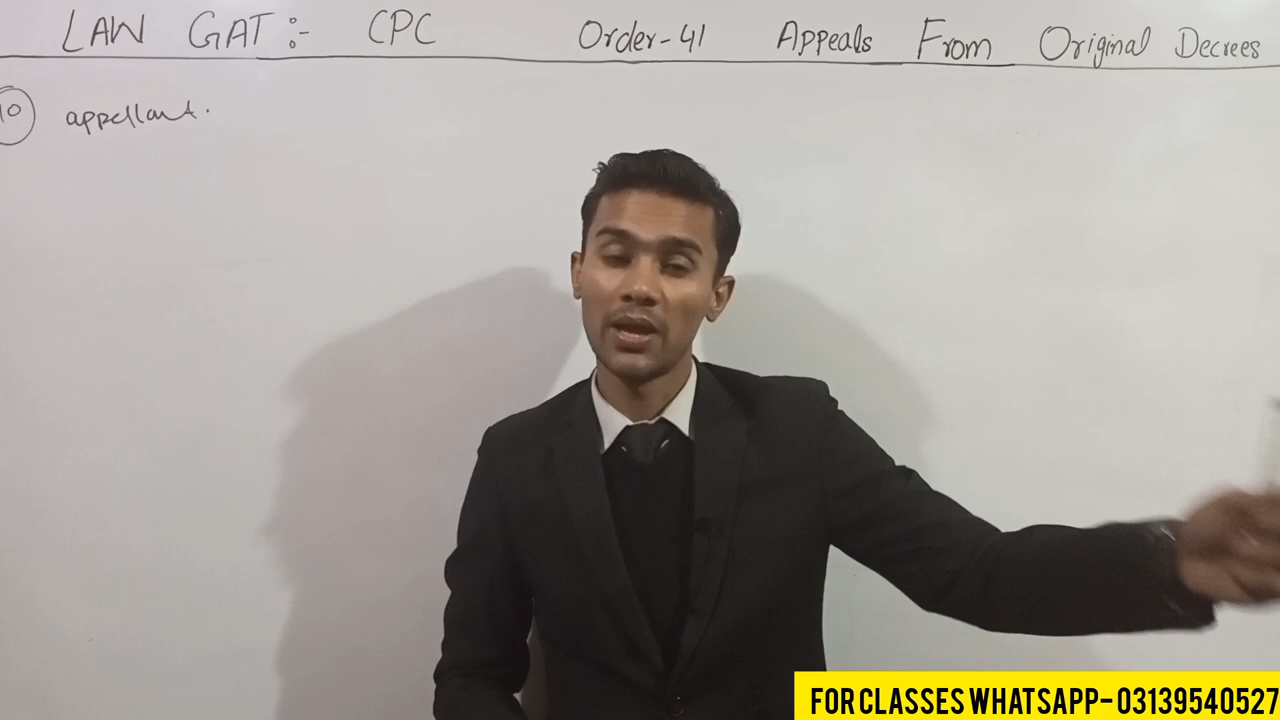 LAW GAT:- CPC Order-41 Appeals From Original Decrees
10 appellant.
FOR CLASSES WHATSAPP- 03139540527